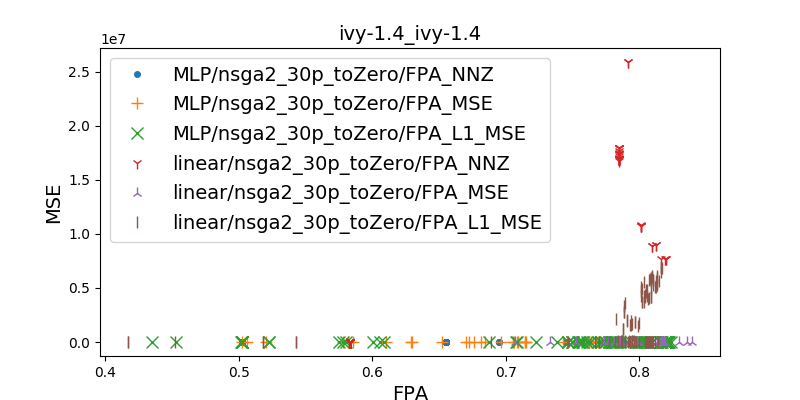 ivy-1.4_ivy-1.4
1e7
MLP/nsga2_30p_toZero/FPA_NNZ
MLP/nsga2_30p_toZero/FPA_MSE
MLP/nsga2_30p_toZero/FPA_L1_MSE
linear/nsga2_30p_toZero/FPA_NNZ
linear/nsga2_30p_toZero/FPA_MSE
linear/nsga2_30p_toZero/FPA_L1_MSE
MSE
2.5
2.0
1.5
1.0
0.5
0.0
0.4 0.5 0.6 0.7 0.8
FPA